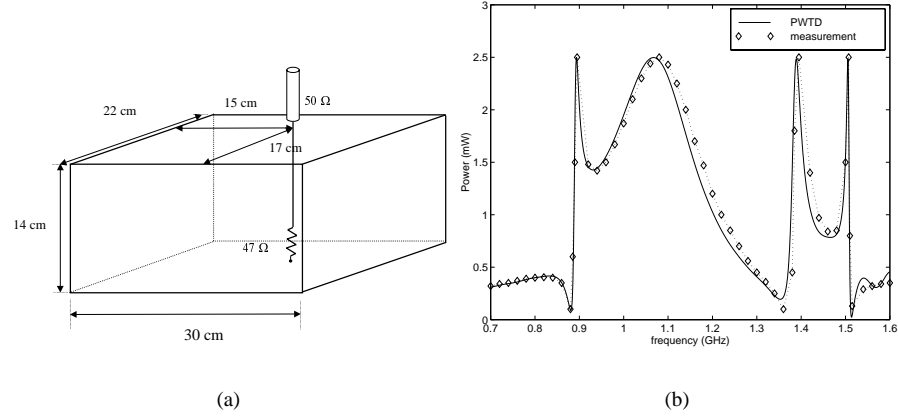 22 cm
15 cm
50 Ω
17 cm
14 cm
47 Ω
30 cm
(a)
PWTD
measurement
Power (mW)
3
2.5
2
1.5
1
0.5
0
0.7
0.8
0.9
1
1.1
1.2
1.3
1.4
1.5
1.6
frequency (GHz)
(b)